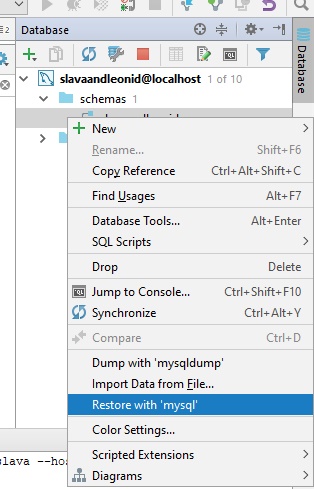 Database
slavaandleonid@localhost 1 of 10
schemas 1
New
Rename... Shift+F6
Copy Reference Ctrl+Alt+Shift+C
Find Usages Alt+F7
Database Tools... Alt+Enter
SQL Scripts
Drop Delete
Jump to Console... Ctrl+Shift+F10
Synchronize Ctrl+Alt+Y
Compare Ctrl+D
Dump with 'mysqldump'
Import Data from File...
Restore with 'mysql'
Color Settings...
Scripted Extensions
Diagrams
slava --hos
Database